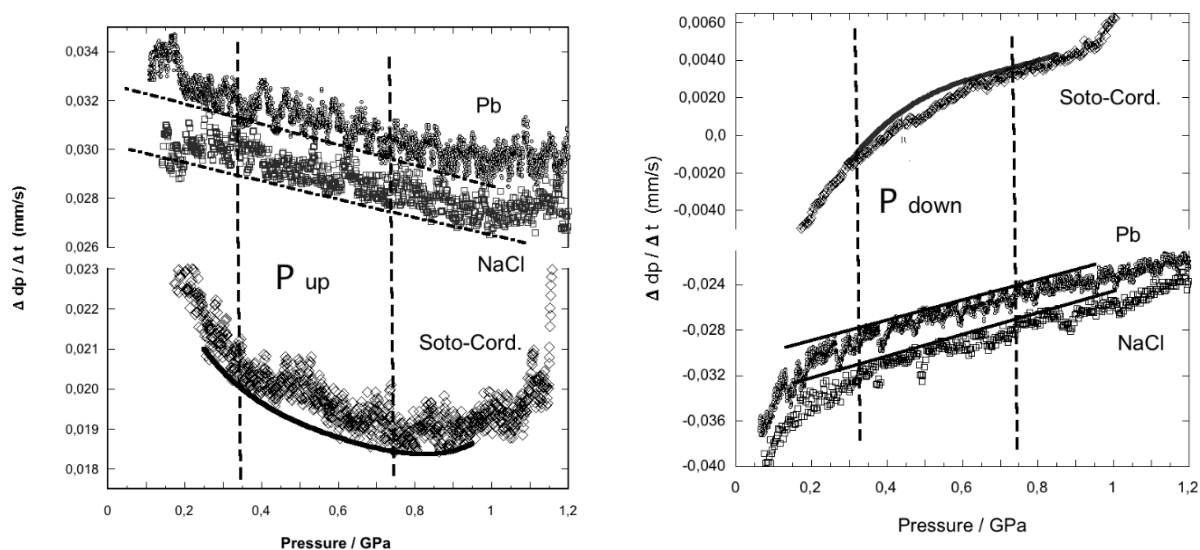 0,034
0,032
0,030
0,028
0,026
0,023
0,022
0,021
0,020
0,019
0,018
Δ dp / Δ t (mm/s)
Pb
NaCl
P up
Soto-Cord.
0 0,2 0,4 0,6 0,8 1 1,2
Pressure / GPa
0,0060
0,0040
0,0020
0,0
-0,0020
-0,0040
-0,024
-0,028
-0,032
-0,036
-0,040
Δ dp / Δ t (mm/s)
Soto-Cord.
P down
Pb
NaCl
0 0,2 0,4 0,6 0,8 1 1,2
Pressure / GPa